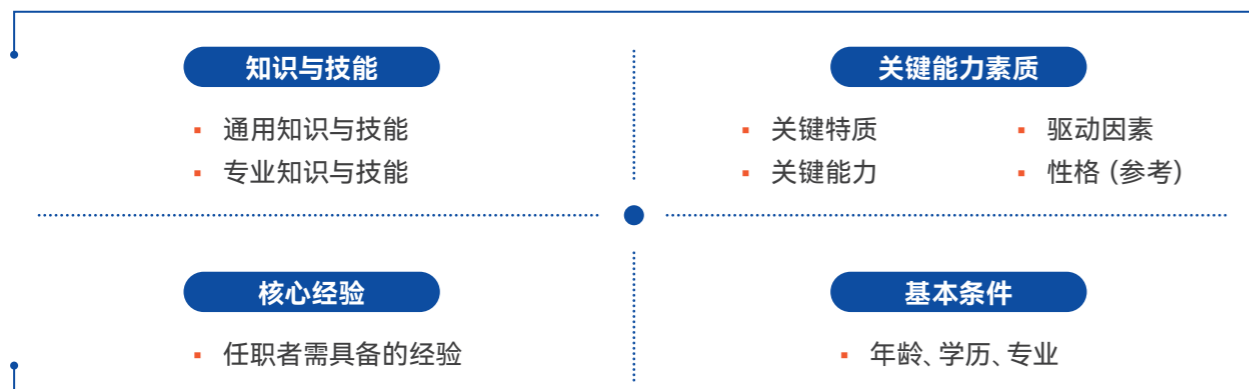 知识与技能
通用知识与技能
专业知识与技能
关键能力素质
关键特质
驱动因素
关键能力
性格(参考)
核心经验
任职者需具备的经验
基本条件
年龄、学历、专业